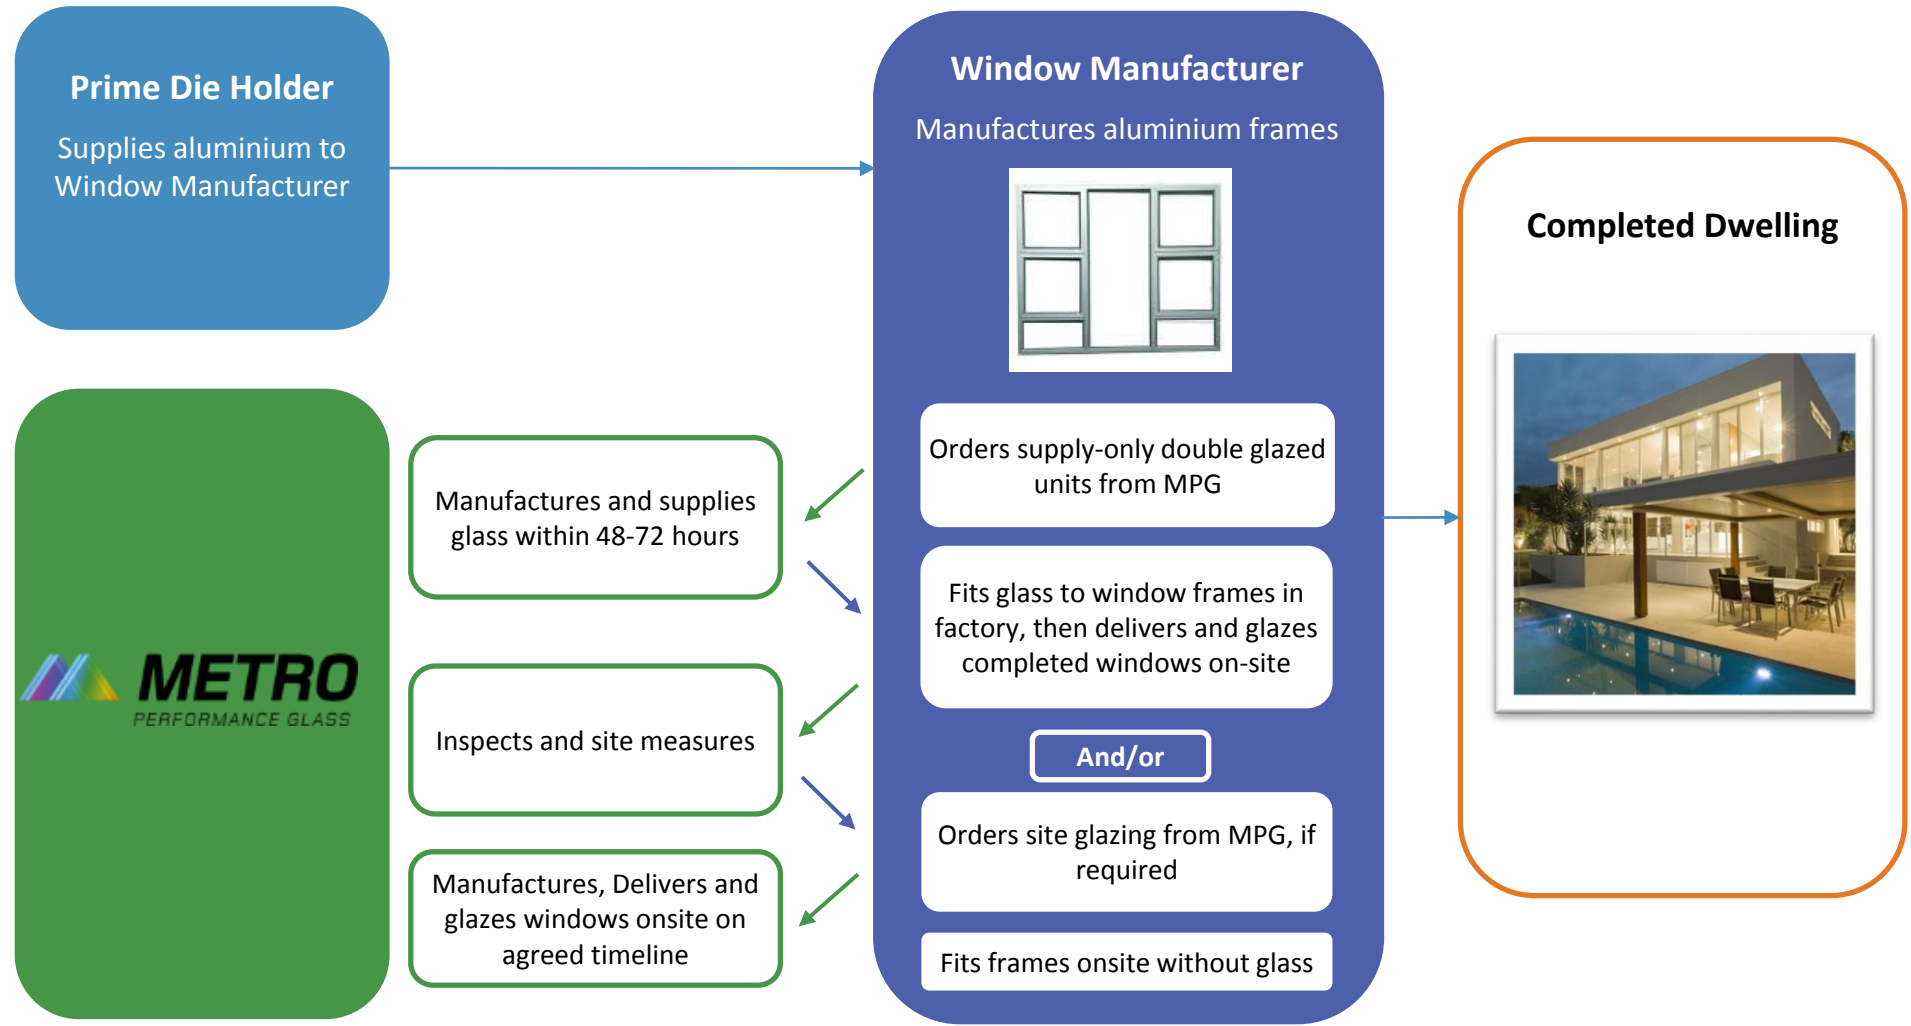 Prime Die Holder
Supplies aluminium to
Window Manufacturer
Window Manufacturer
Manufactures aluminium frames
Orders supply-only double glazed
units from MPG
Manufactures and supplies
glass within 48-72 hours
Fits glass to window frames in
factory, then delivers and glazes
completed windows on-site
METRO
PERFORMANCE GLASS
Inspects and site measures
And/or
Orders site glazing from MPG, if
required
Manufactures, Delivers and
glazes windows onsite on
agreed timeline
Fits frames onsite without glass
Completed Dwelling